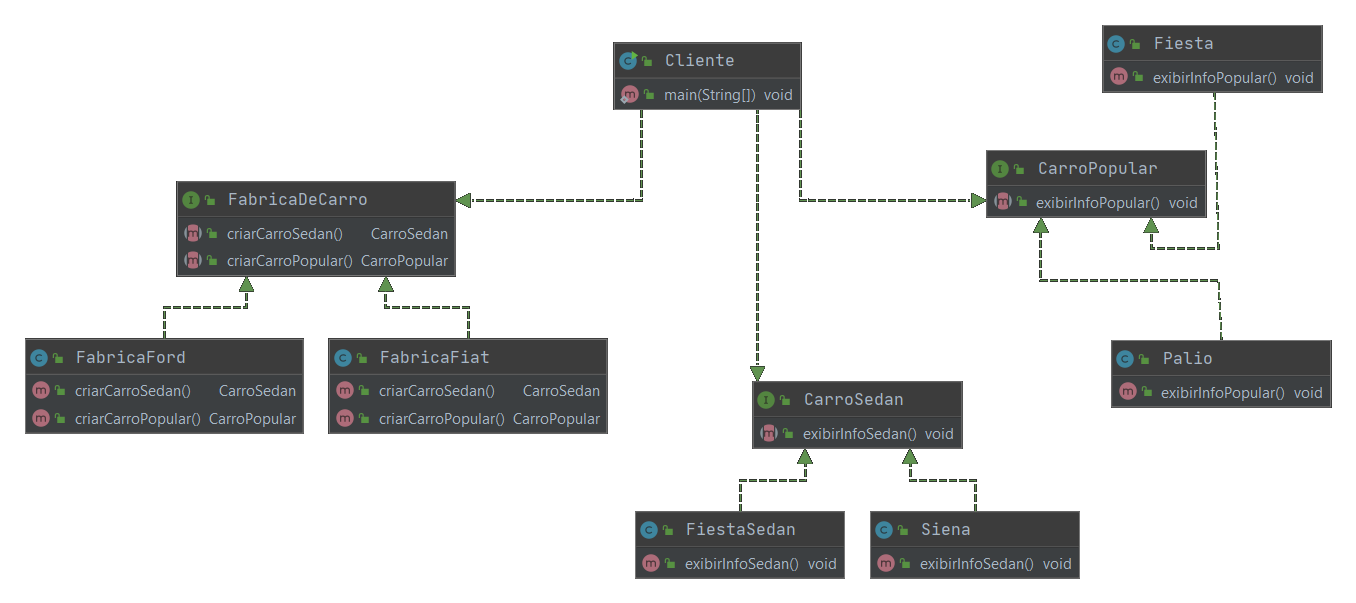 Cliente
main(String[]) void
Fiesta
exibirInfoPopular() void
CarroPopular
exibirInfoPopular() void
FabricaDeCarro
criarCarroSedan() CarroSedan
criarCarroPopular() CarroPopular
FabricaFord
criarCarroSedan() CarroSedan
criarCarroPopular() CarroPopular
FabricaFiat
criarCarroSedan() CarroSedan
criarCarroPopular() CarroPopular
Palio
exibirInfoPopular() void
CarroSedan
exibirInfoSedan() void
FiestaSedan
exibirInfoSedan() void
Siena
exibirInfoSedan() void